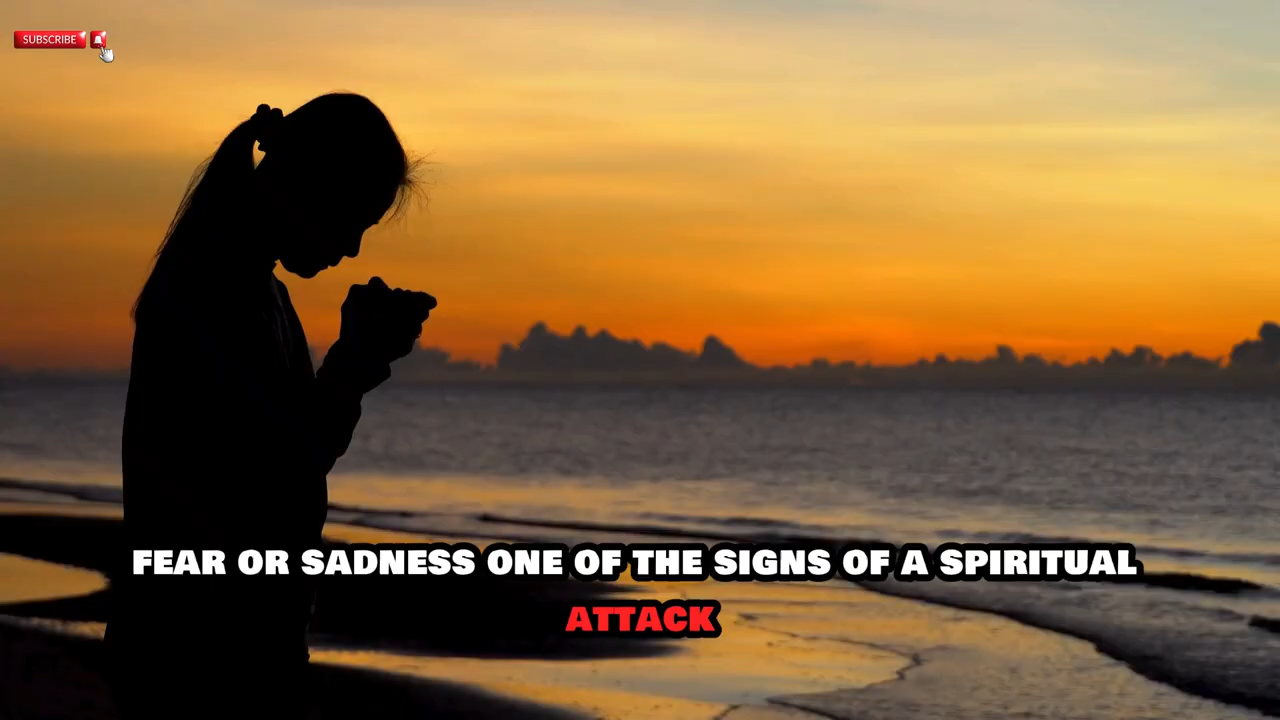 SUBSCRIBE
FEAR OR SADNESS ONE OF THE SIGNS OF A SPIRITUAL
ATTACK